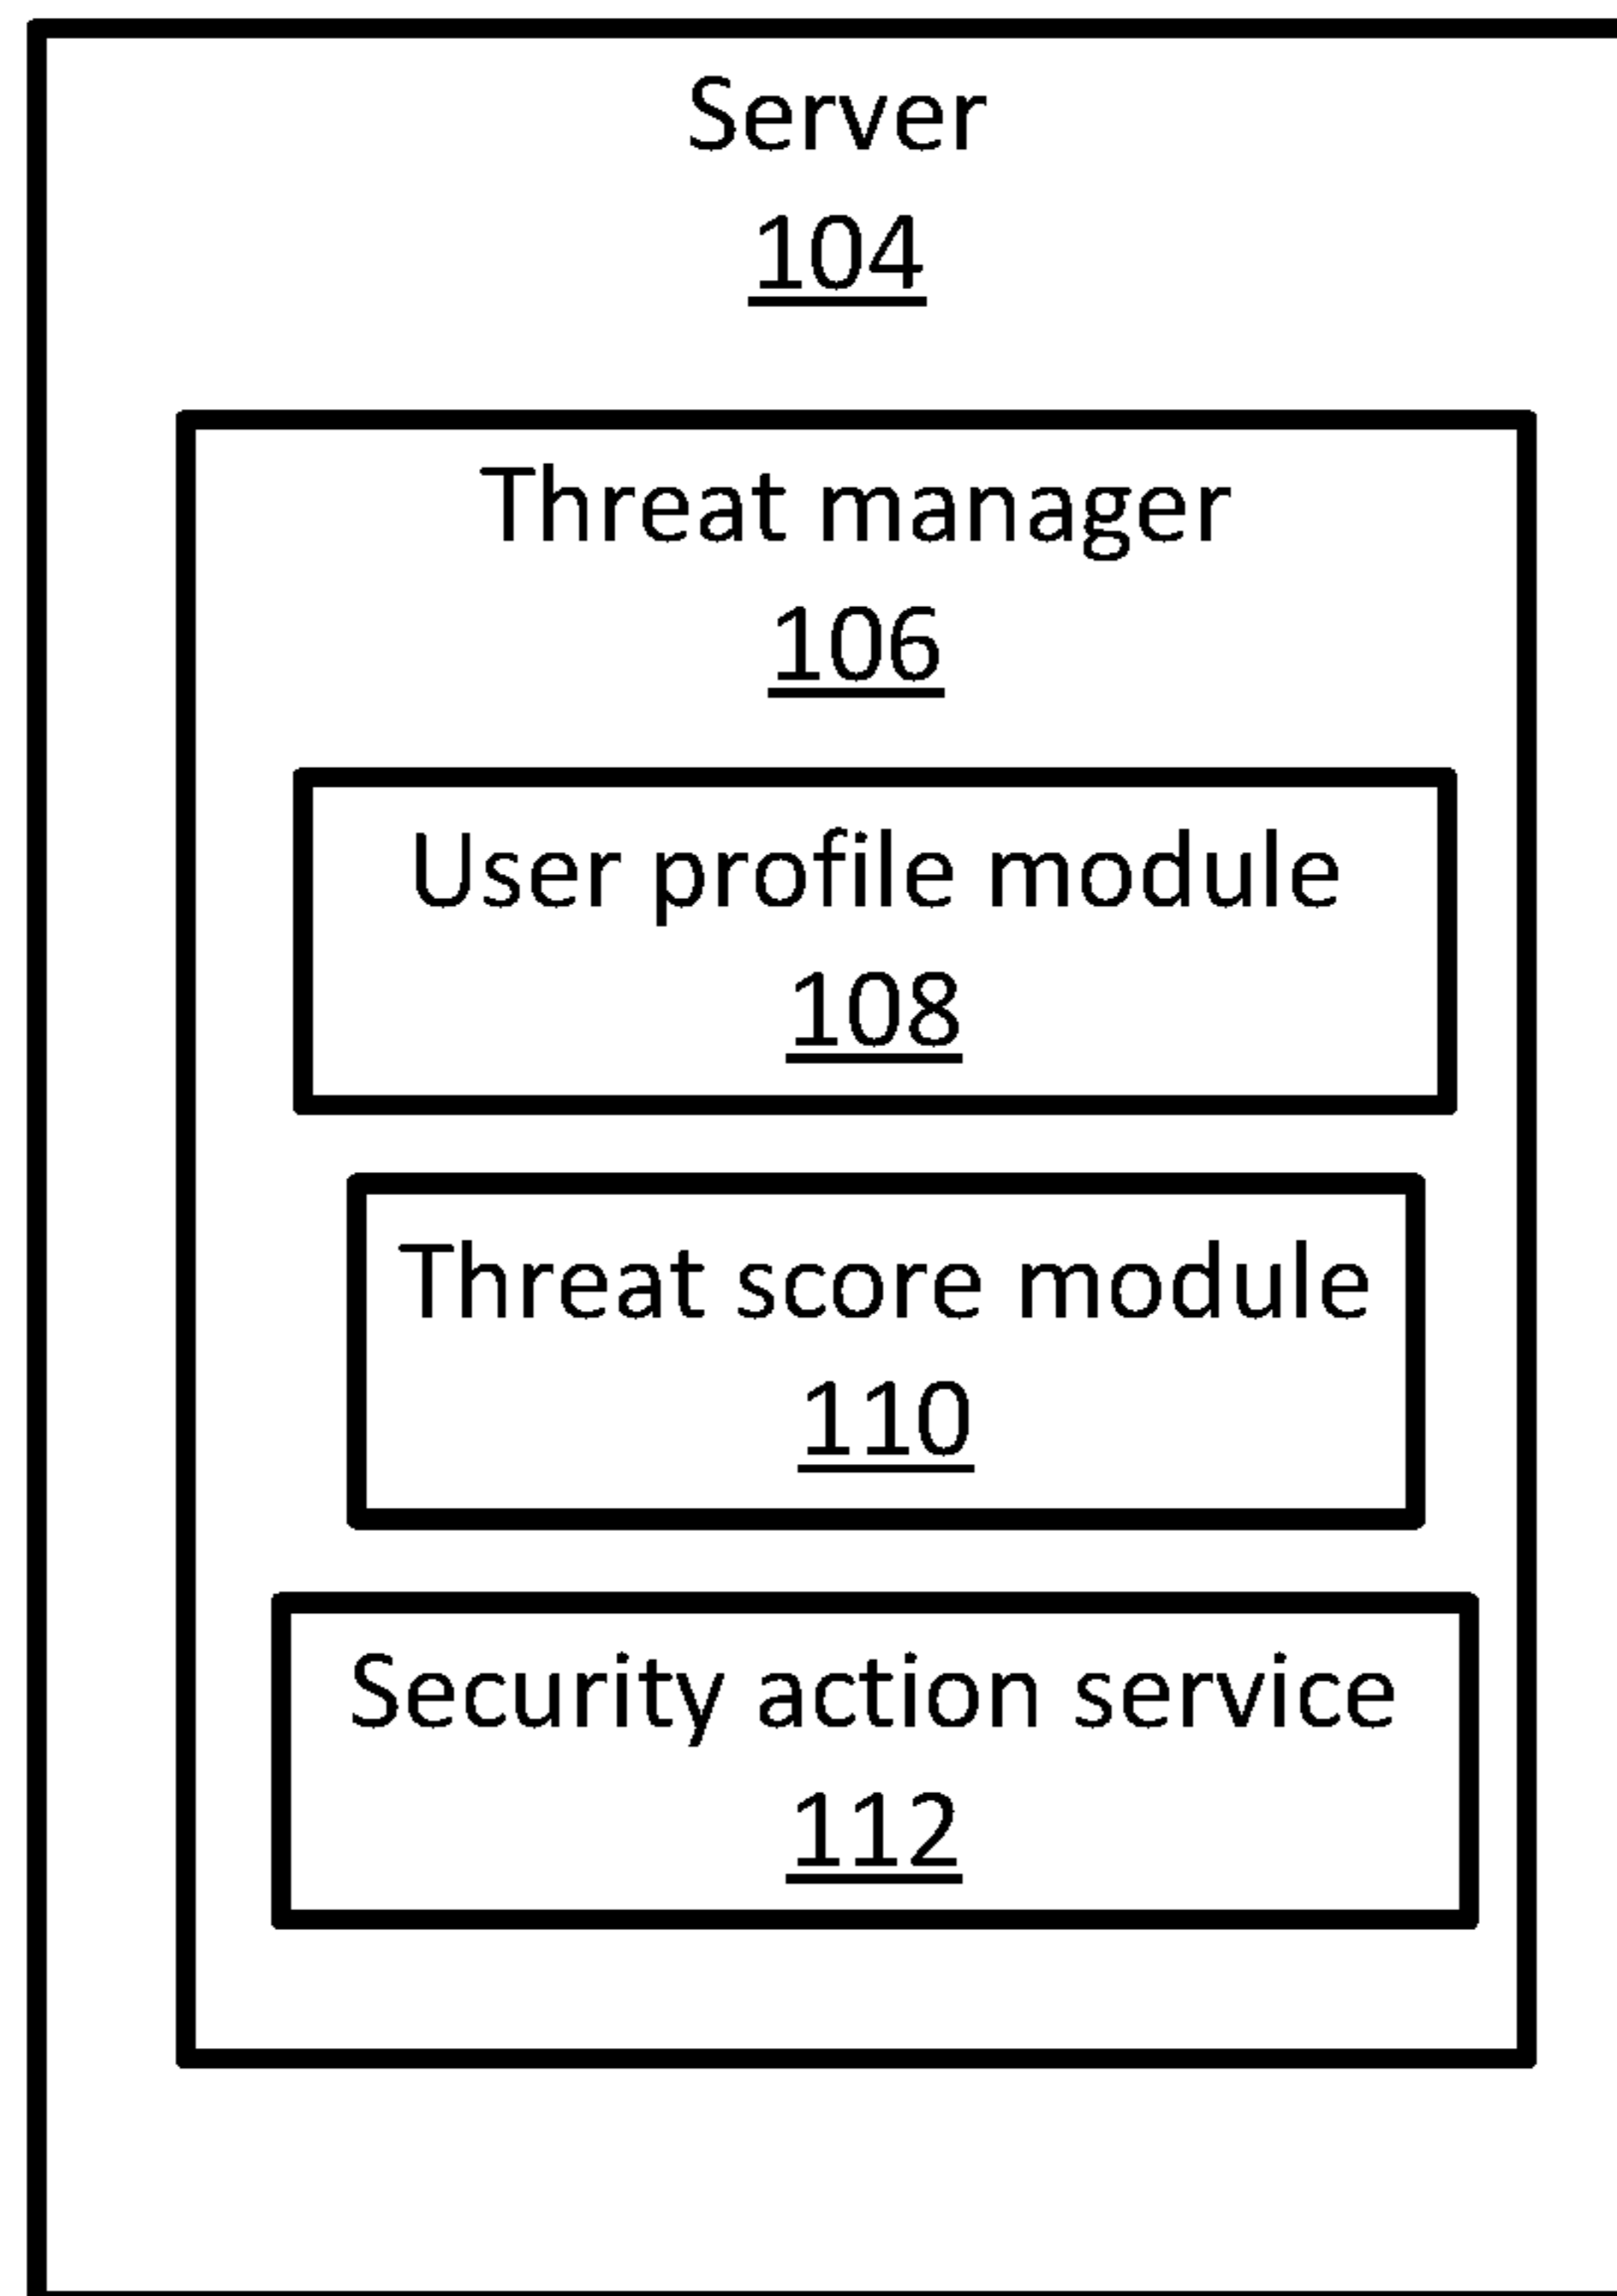 Server
104
Threat manager
106
User profile module
108
Threat score module
110
Security action service
112